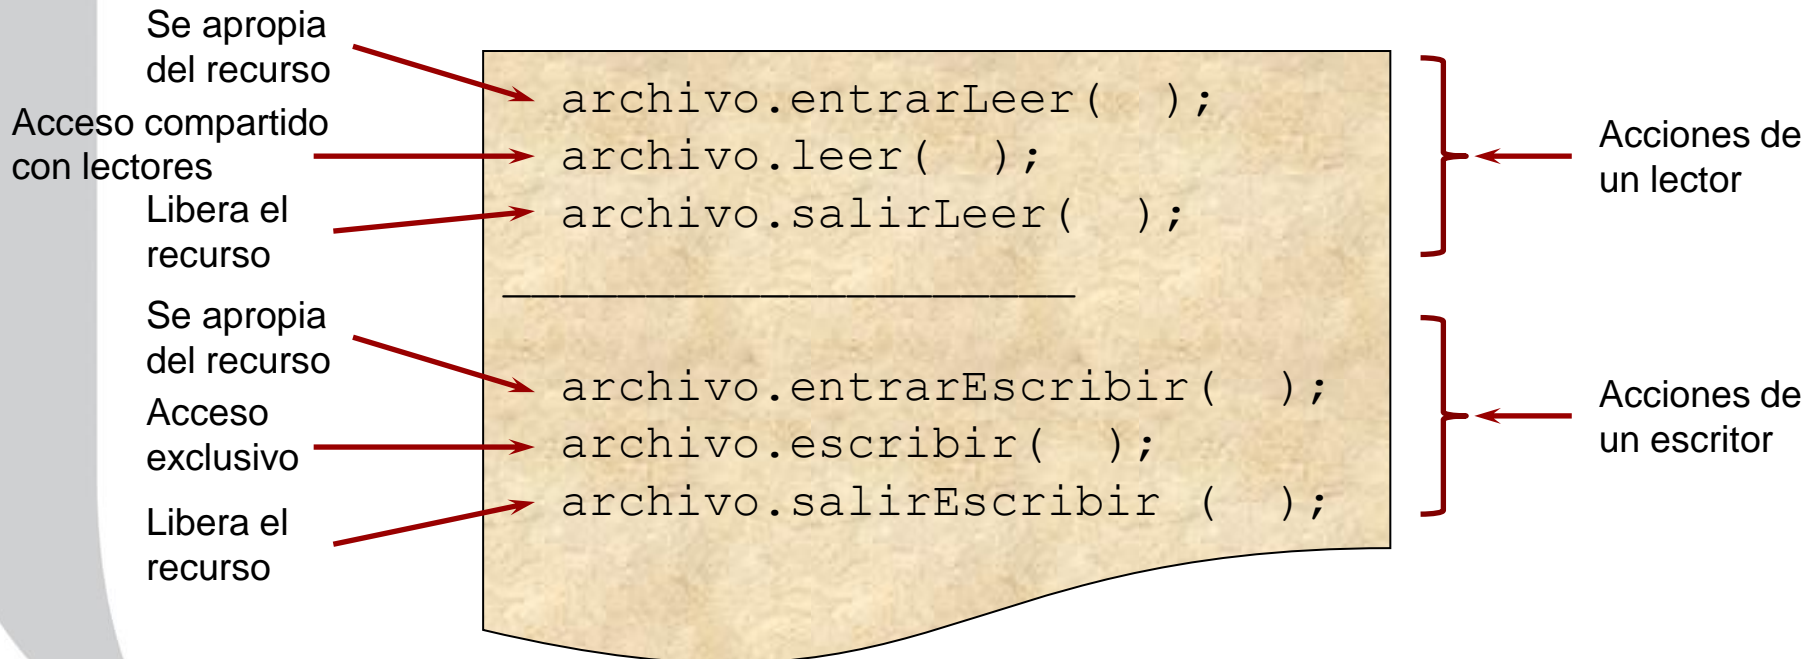 Se apropia
del recurso
Acceso compartido
con lectores
Libera el
recurso
Se apropia
del recurso
Acceso
exclusivo
Libera el
recurso
archivo.entrarLeer(  );
archivo.leer(  );
archivo.salirLeer(  );
____________________
archivo.entrarEscribir(  );
archivo.escribir(  );
archivo.salirEscribir (  );
Acciones de
un lector
Acciones de
un escritor